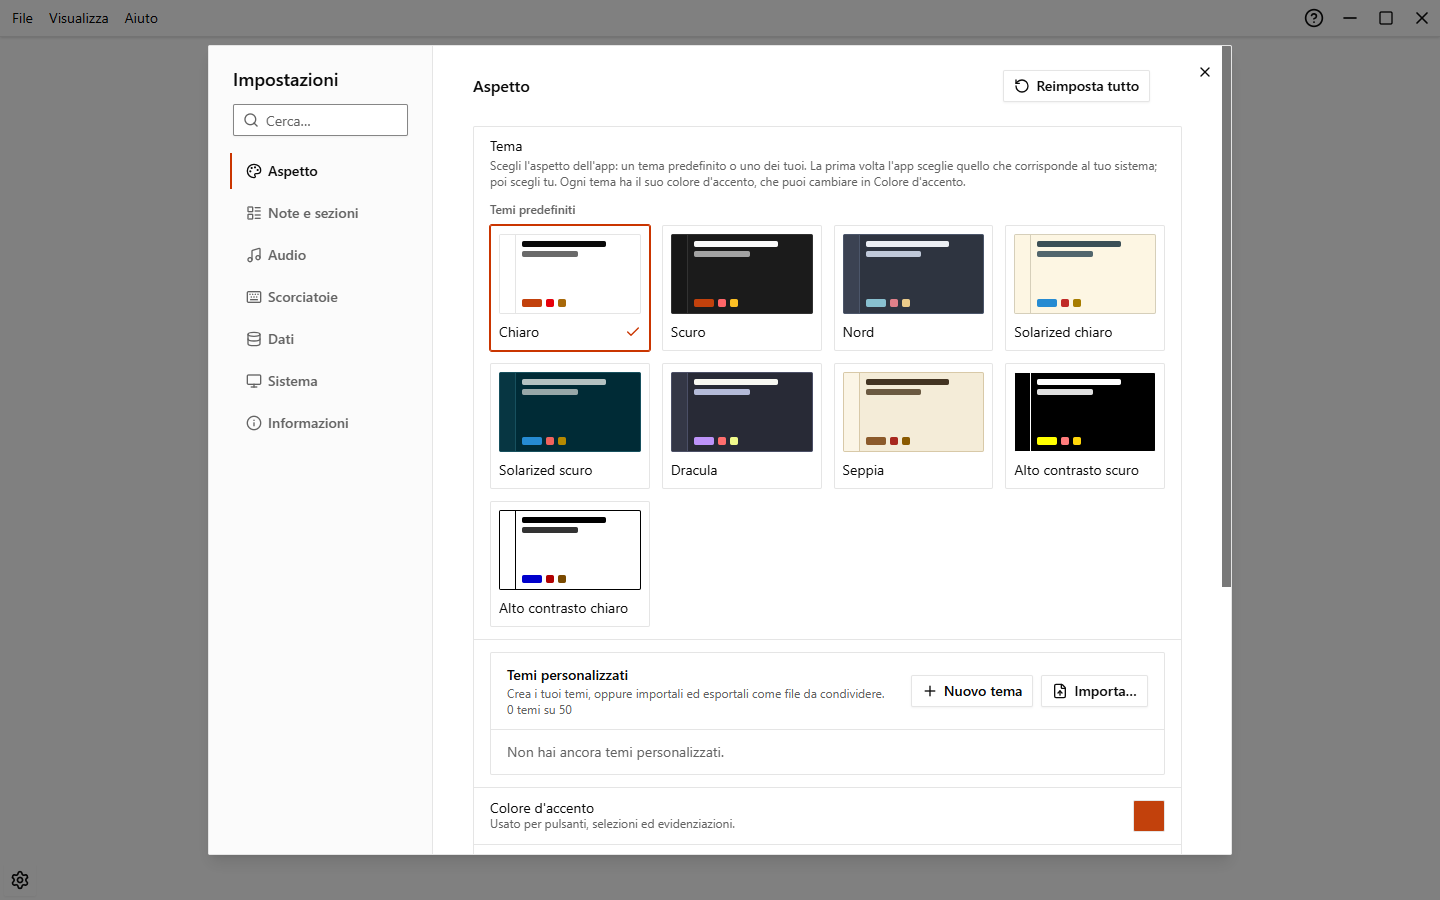 File Visualizza Aiuto
Impostazioni
Cerca...
Aspetto
Note e sezioni
Audio
Scorciatoie
Dati
Sistema
Informazioni
Aspetto
Reimposta tutto
Tema
Scegli l'aspetto dell'app: un tema predefinito o uno dei tuoi. La prima volta l'app sceglie quello che corrisponde al tuo sistema;
poi scegli tu. Ogni tema ha il suo colore d'accento, che puoi cambiare in Colore d'accento.
Temi predefiniti
Chiaro
Scuro
Nord
Solarized chiaro
Solarized scuro
Dracula
Seppia
Alto contrasto scuro
Alto contrasto chiaro
Temi personalizzati
Crea i tuoi temi, oppure importali ed esportali come file da condividere.
0 temi su 50
Nuovo tema
Importa...
Non hai ancora temi personalizzati.
Colore d'accento
Usato per pulsanti, selezioni ed evidenziazioni.